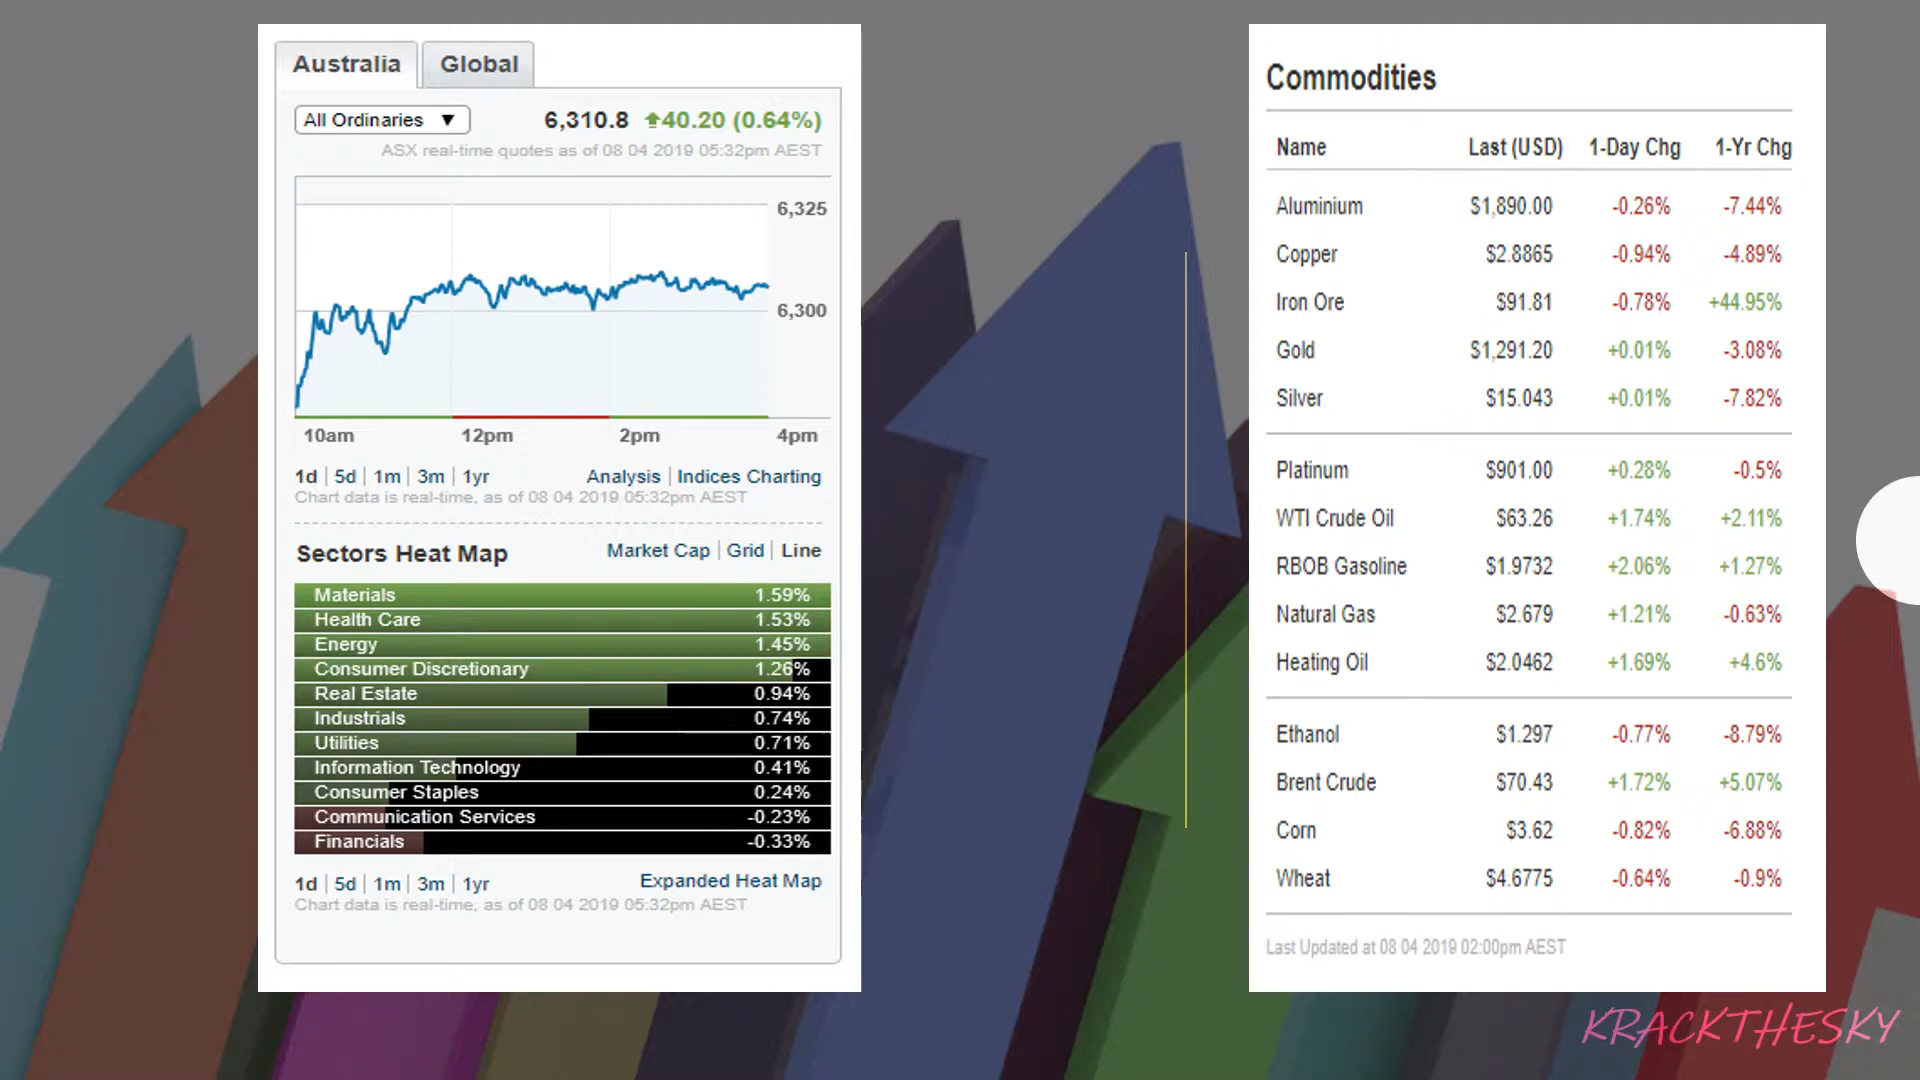 Australia
Global
All Ordinaries ▼
6,310.8 40.20 (0.64%)
ASX real-time quotes as of 08 04 2019 05:32pm AEST
6,325
6,300
10am 12pm 2pm 4pm
1d | 5d | 1m | 3m | 1yr
Analysis | Indices Charting
Chart data is real-time, as of 08 04 2019 05:32pm AEST
Sectors Heat Map
Market Cap | Grid | Line
Materials 1.59%
Health Care 1.53%
Energy 1.45%
Consumer Discretionary 1.26%
Real Estate 0.94%
Industrials 0.74%
Utilities 0.71%
Information Technology 0.41%
Consumer Staples 0.24%
Communication Services -0.23%
Financials -0.33%
1d | 5d | 1m | 3m | 1yr
Expanded Heat Map
Chart data is real-time, as of 08 04 2019 05:32pm AEST
Commodities
Name Last (USD) 1-Day Chg 1-Yr Chg
Aluminium $1,890.00 -0.26% -7.44%
Copper $2.8865 -0.94% -4.89%
Iron Ore $91.81 -0.78% +44.95%
Gold $1,291.20 +0.01% -3.08%
Silver $15.043 +0.01% -7.82%
Platinum $901.00 +0.28% -0.5%
WTI Crude Oil $63.26 +1.74% +2.11%
RBOB Gasoline $1.9732 +2.06% +1.27%
Natural Gas $2.679 +1.21% -0.63%
Heating Oil $2.0462 +1.69% +4.6%
Ethanol $1.297 -0.77% -8.79%
Brent Crude $70.43 +1.72% +5.07%
Corn $3.62 -0.82% -6.88%
Wheat $4.6775 -0.64% -0.9%
Last Updated at 08 04 2019 02:00pm AEST
KRACKTHESKY